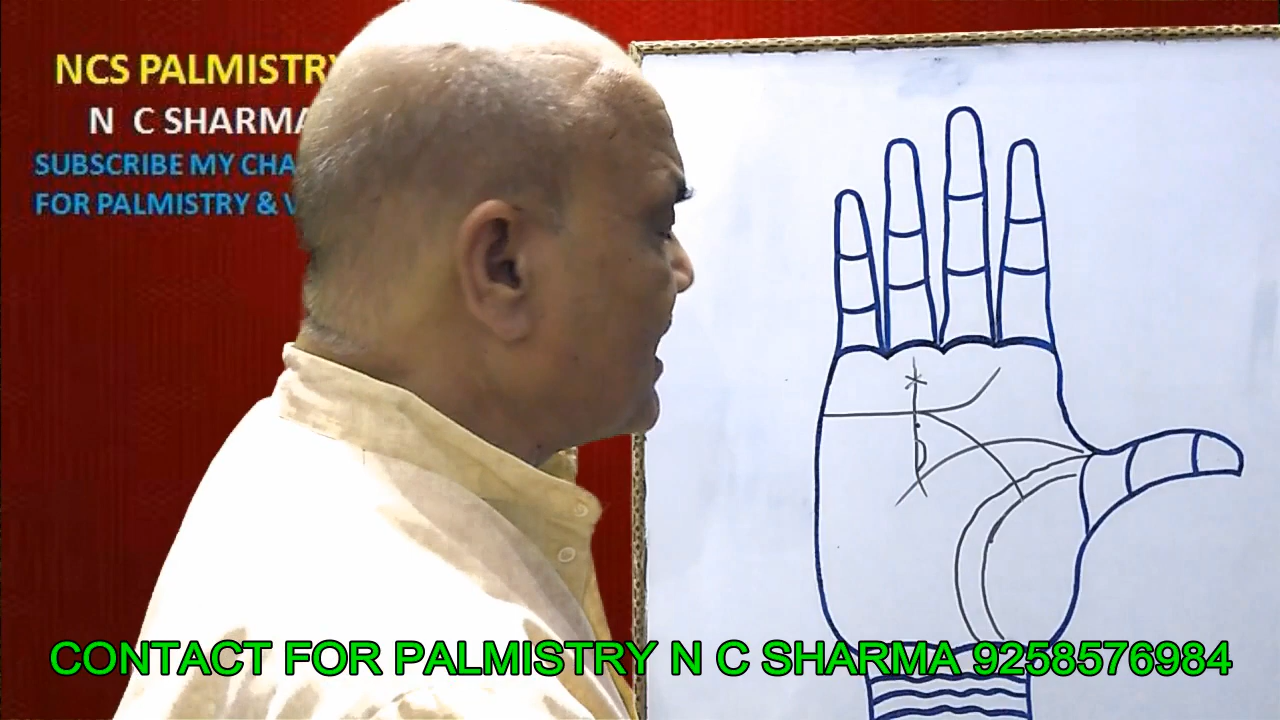 NCS PALMISTRY
N C SHARMA
SUBSCRIBE MY CHA
FOR PALMISTRY & V
CONTACT FOR PALMISTRY N C SHARMA 9258576984